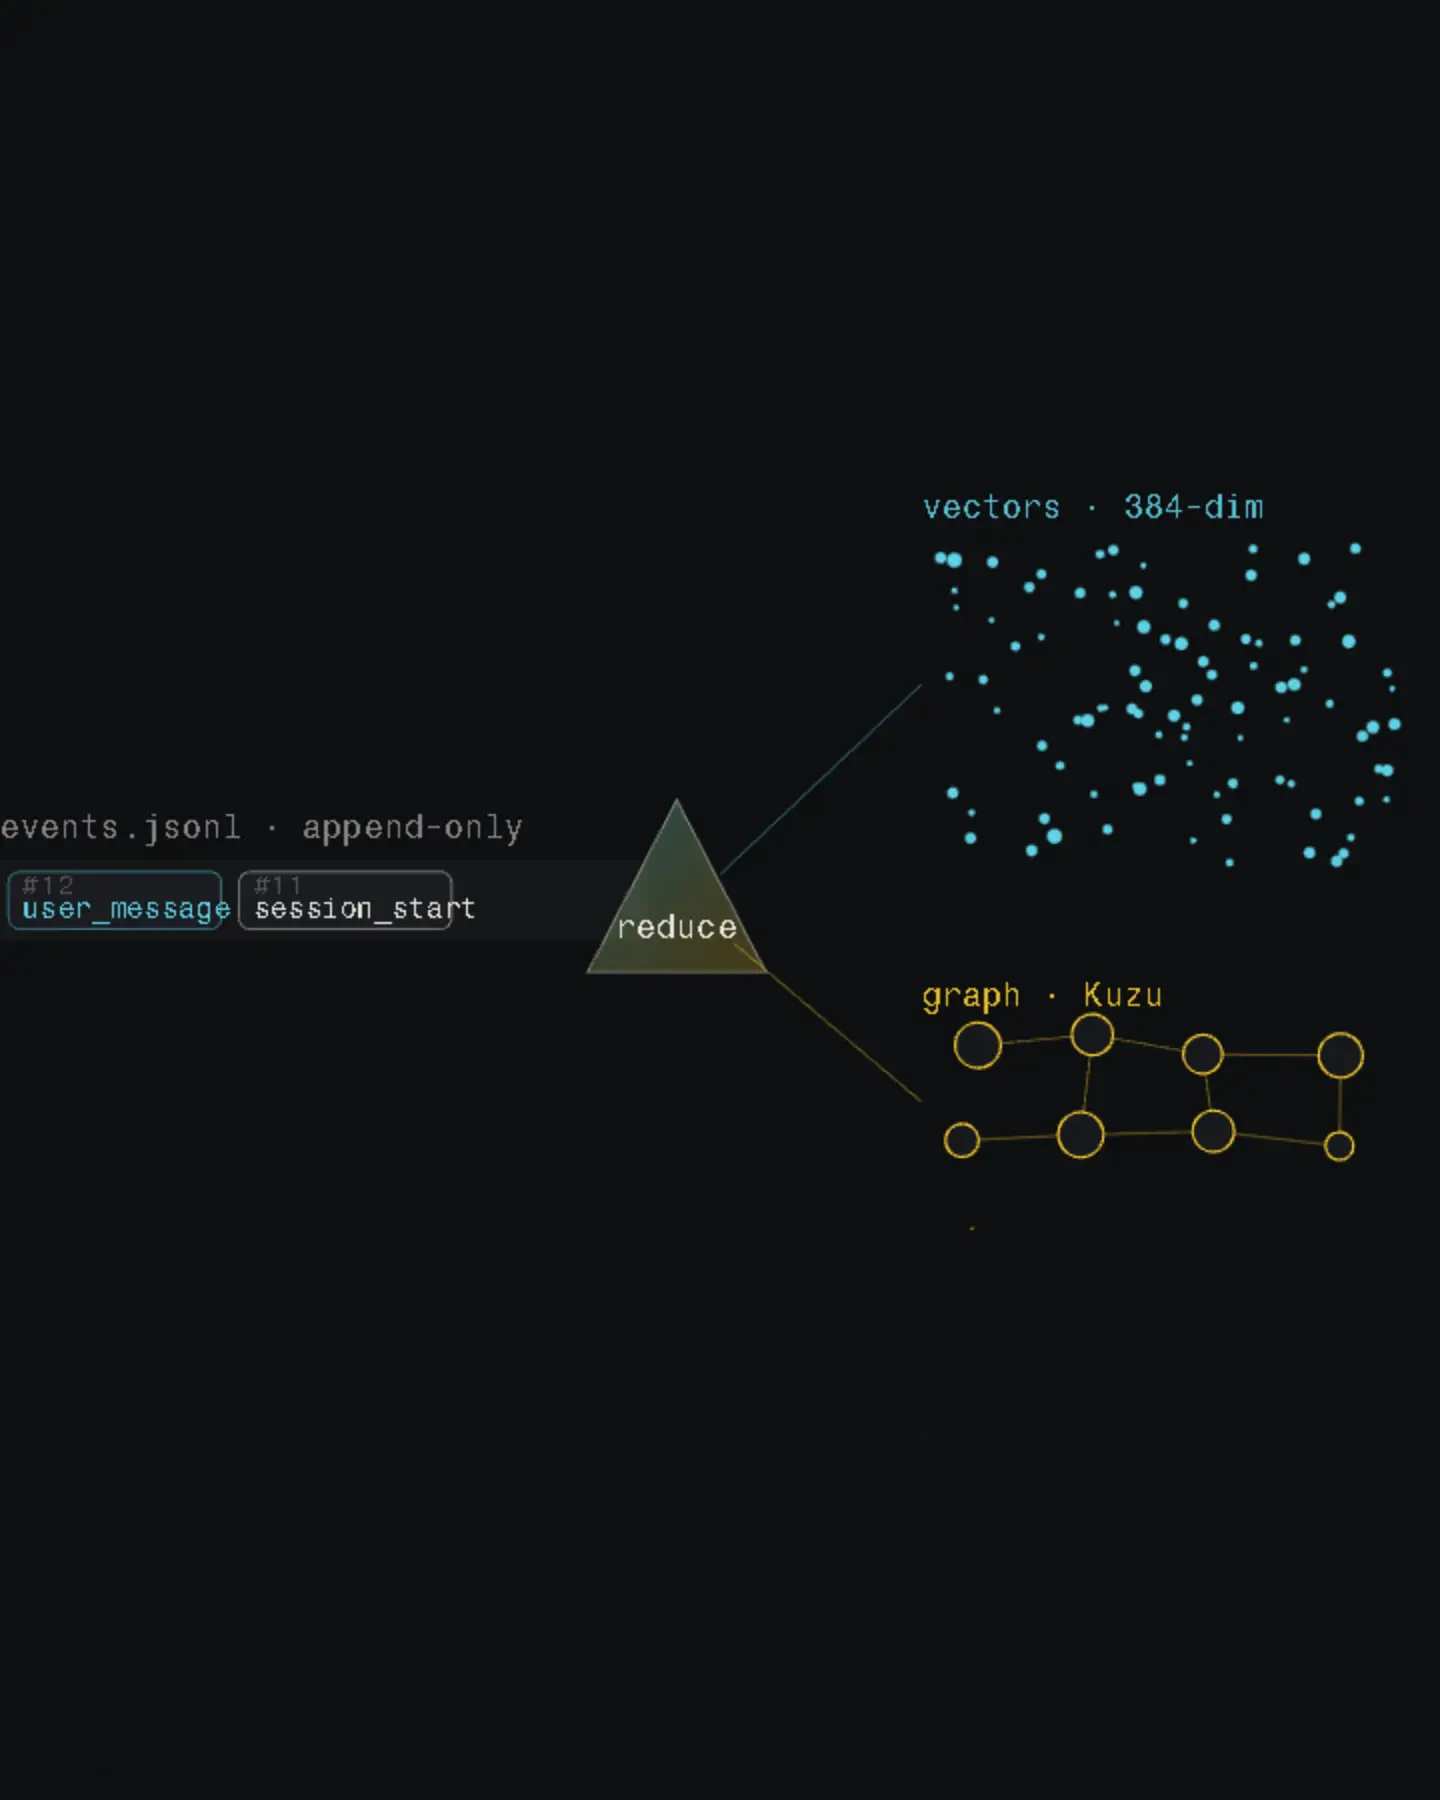 events.jsonl · append-only
#12
user_message
#11
session_start
reduce
vectors · 384-dim
graph · Kuzu